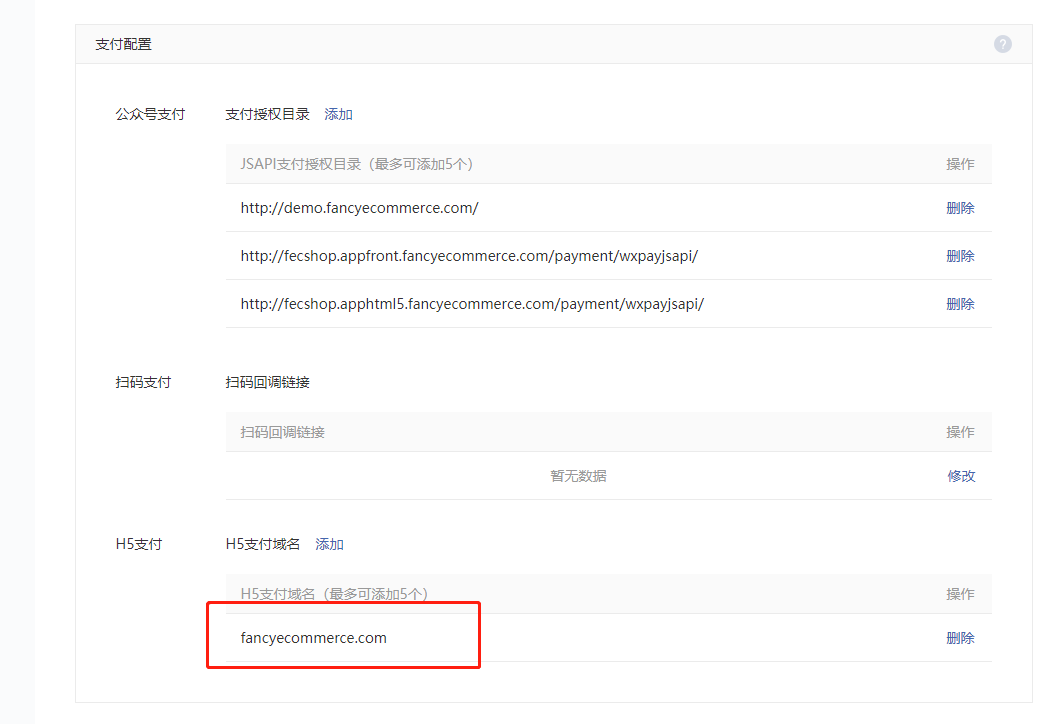 支付配置
?
公众号支付 支付授权目录 添加
JSAPI支付授权目录（最多可添加5个） 操作
http://demo.fancyecommerce.com/ 删除
http://fecshop.appfront.fancyecommerce.com/payment/wxpayjsapi/ 删除
http://fecshop.apphtml5.fancyecommerce.com/payment/wxpayjsapi/ 删除
扫码支付 扫码回调链接
扫码回调链接 操作
暂无数据 修改
H5支付 H5支付域名 添加
H5支付域名（最多可添加5个） 操作
fancyecommerce.com 删除